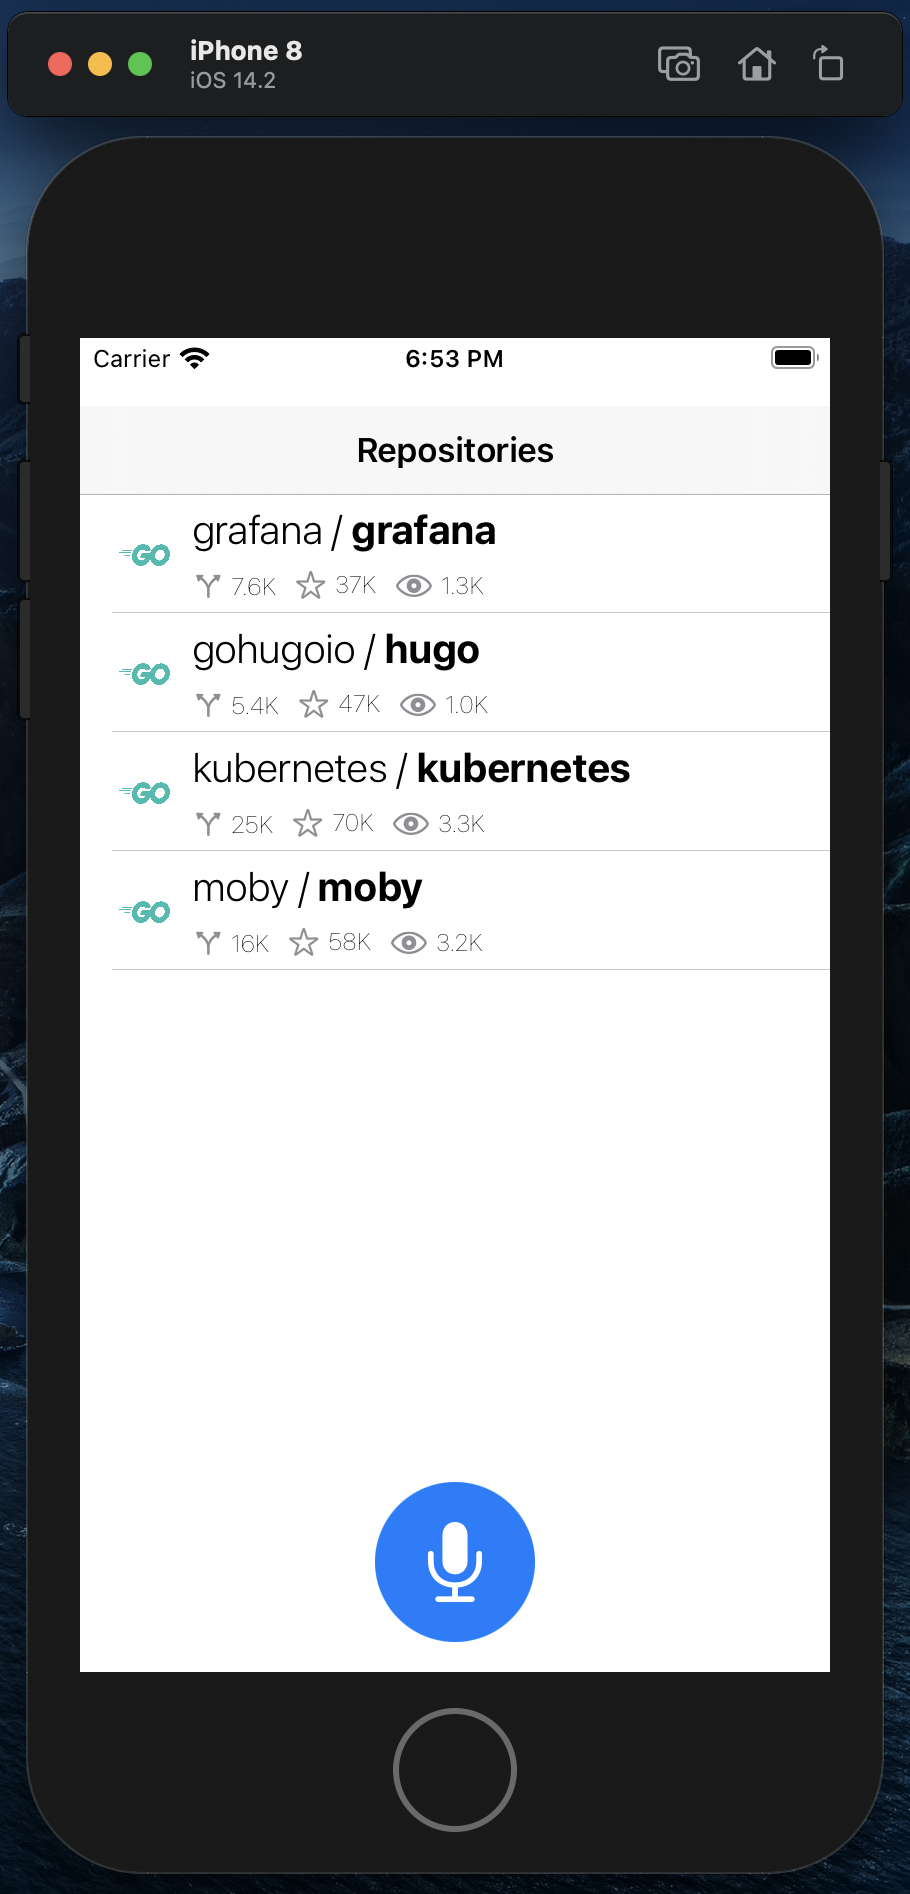 iPhone 8
iOS 14.2
Carrier 6:53 PM
Repositories
grafana / grafana
GO
7.6K 37K 1.3K
gohugoio / hugo
GO
5.4K 47K 1.0K
kubernetes / kubernetes
GO
25K 70K 3.3K
moby / moby
GO
16K 58K 3.2K